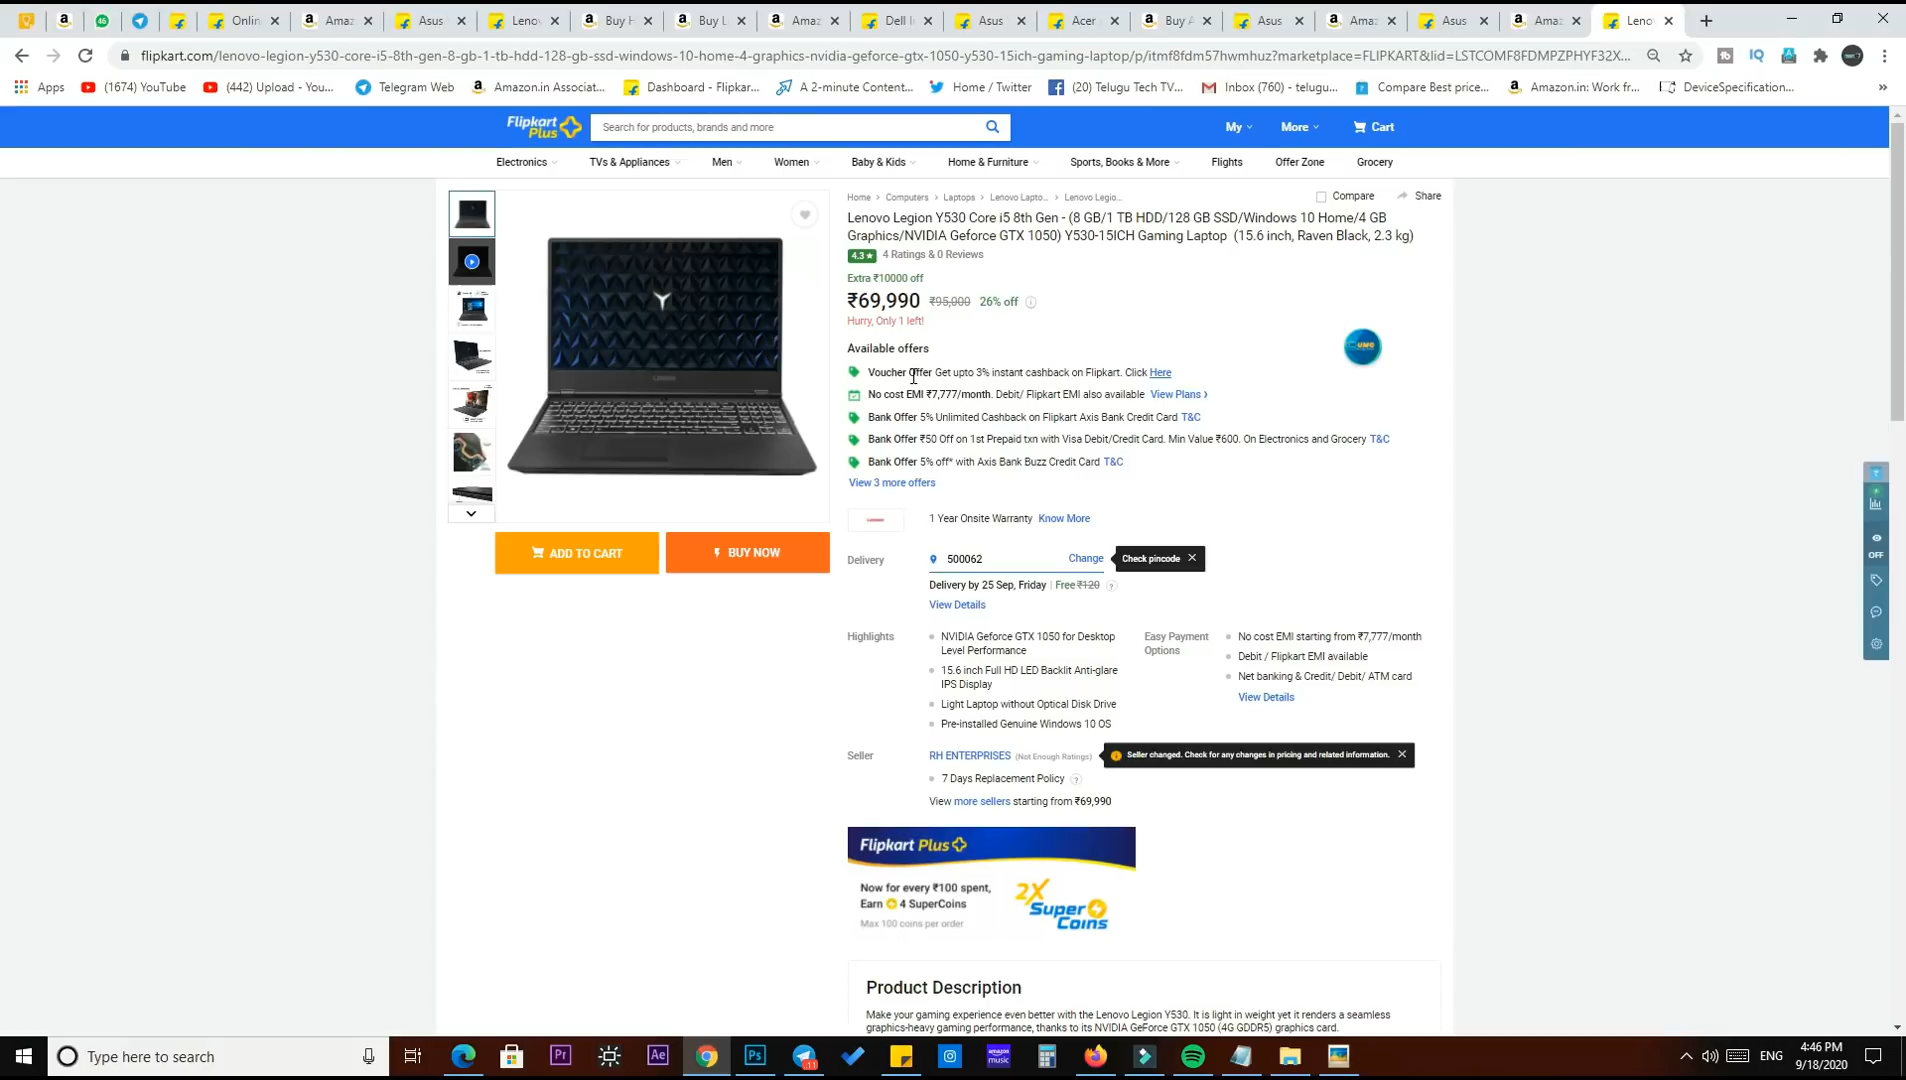 Onlin
Amaz
Asus
Lenov
Buy H
Buy L
Amaz
Dell I
Asus
Acer
Buy A
Asus
Amaz
Asus
Amaz
Leno
flipkart.com/lenovo-legion-y530-core-i5-8th-gen-8-gb-1-tb-hdd-128-gb-ssd-windows-10-home-4-graphics-nvidia-geforce-gtx-1050-y530-15ich-gaming-laptop/p/itmf8fdm57hwmhuz?marketplace=FLIPKART&lid=LSTCOMF8FDMPZPHYF32X...
IQ
Apps
(1674) YouTube
(442) Upload - You...
Telegram Web
Amazon.in Associat...
Dashboard - Flipkar...
A 2-minute Content...
Home / Twitter
(20) Telugu Tech TV...
Inbox (760) - telugu...
Compare Best price...
Amazon.in: Work fr...
DeviceSpecification...
Flipkart Plus
Search for products, brands and more
My
More
Cart
Electronics
TVs & Appliances
Men
Women
Baby & Kids
Home & Furniture
Sports, Books & More
Flights
Offer Zone
Grocery
Home > Computers > Laptops > Lenovo Lapto... > Lenovo Legio...
Compare
Share
Lenovo Legion Y530 Core i5 8th Gen - (8 GB/1 TB HDD/128 GB SSD/Windows 10 Home/4 GB
Graphics/NVIDIA Geforce GTX 1050) Y530-15ICH Gaming Laptop (15.6 inch, Raven Black, 2.3 kg)
4.3 ★ 4 Ratings & 0 Reviews
Extra ₹10000 off
₹69,990 ₹95,000 26% off
Hurry, Only 1 left!
Available offers
Voucher Offer Get upto 3% instant cashback on Flipkart. Click Here
No cost EMI ₹7,777/month. Debit/ Flipkart EMI also available View Plans ›
Bank Offer 5% Unlimited Cashback on Flipkart Axis Bank Credit Card T&C
Bank Offer ₹50 Off on 1st Prepaid txn with Visa Debit/Credit Card. Min Value ₹600. On Electronics and Grocery T&C
Bank Offer 5% off* with Axis Bank Buzz Credit Card T&C
View 3 more offers
ADD TO CART
BUY NOW
1 Year Onsite Warranty Know More
Delivery
500062
Change
Check pincode
Delivery by 25 Sep, Friday | Free ₹120
View Details
Highlights
NVIDIA Geforce GTX 1050 for Desktop
Level Performance
15.6 inch Full HD LED Backlit Anti-glare
IPS Display
Light Laptop without Optical Disk Drive
Pre-installed Genuine Windows 10 OS
Easy Payment
Options
No cost EMI starting from ₹7,777/month
Debit / Flipkart EMI available
Net banking & Credit/ Debit/ ATM card
View Details
Seller
RH ENTERPRISES (Not Enough Ratings)
Seller changed. Check for any changes in pricing and related information.
7 Days Replacement Policy
View more sellers starting from ₹69,990
OFF
Flipkart Plus
Now for every ₹100 spent,
Earn 4 SuperCoins
Max 100 coins per order
2X
Super
Coins
Product Description
Make your gaming experience even better with the Lenovo Legion Y530. It is light in weight yet it renders a seamless
graphics-heavy gaming performance, thanks to its NVIDIA GeForce GTX 1050 (4G GDDR5) graphics card.
Type here to search
Pr
Ae
Ps
11
amazon
music
ENG
4:46 PM
9/18/2020